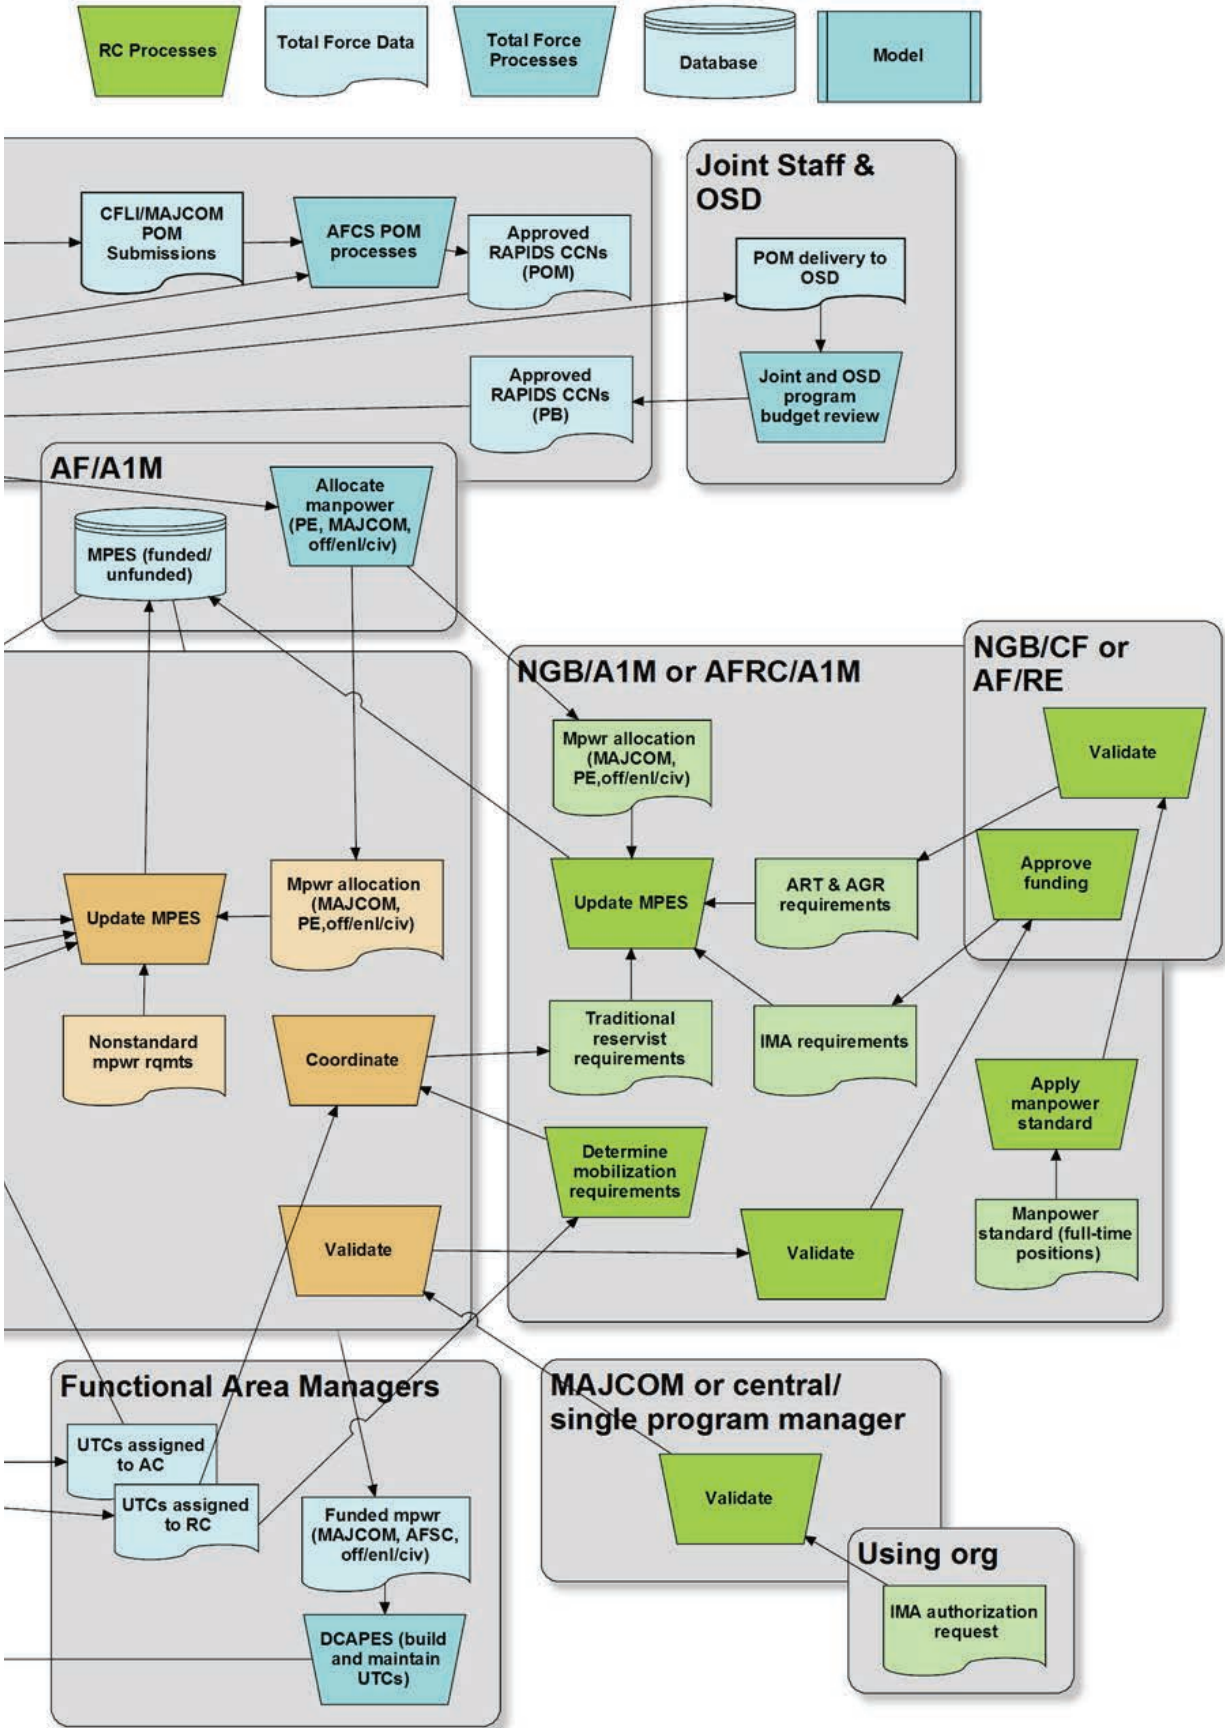 RC Processes
Total Force Data
Total Force
Processes
Database
Model
CFLI/MAJCOM
POM
Submissions
AFCS POM
processes
Approved
RAPIDS CCNs
(POM)
Approved
RAPIDS CCNs
(PB)
Joint Staff &
OSD
POM delivery to
OSD
Joint and OSD
program
budget review
AF/A1M
MPES (funded/
unfunded)
Allocate
manpower
(PE, MAJCOM,
off/enl/civ)
Update MPES
Mpwr allocation
(MAJCOM,
PE,off/enl/civ)
Nonstandard
mpwr rqmts
Coordinate
Validate
NGB/A1M or AFRC/A1M
Mpwr allocation
(MAJCOM,
PE,off/enl/civ)
Update MPES
ART & AGR
requirements
Traditional
reservist
requirements
IMA requirements
Determine
mobilization
requirements
Validate
Apply
manpower
standard
Manpower
standard (full-time
positions)
NGB/CF or
AF/RE
Validate
Approve
funding
Functional Area Managers
UTCs assigned
to AC
UTCs assigned
to RC
Funded mpwr
(MAJCOM, AFSC,
off/enl/civ)
DCAPES (build
and maintain
UTCs)
MAJCOM or central/
single program manager
Validate
Using org
IMA authorization
request